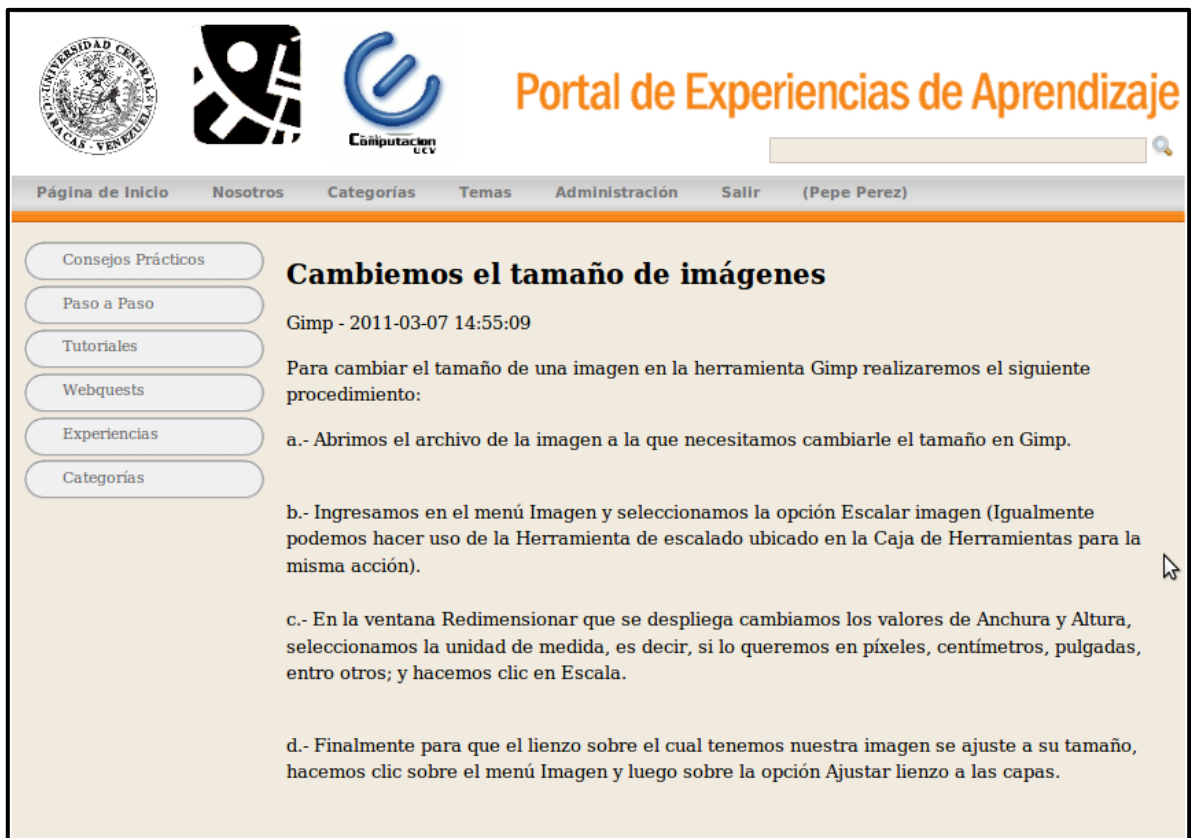 UNIVERSIDAD CENTRAL
CARACAS - VENEZUELA
Computacion
UCV
Portal de Experiencias de Aprendizaje
Página de Inicio Nosotros Categorías Temas Administración Salir (Pepe Perez)
Consejos Prácticos
Paso a Paso
Tutoriales
Webquests
Experiencias
Categorías
Cambiemos el tamaño de imágenes
Gimp - 2011-03-07 14:55:09
Para cambiar el tamaño de una imagen en la herramienta Gimp realizaremos el siguiente
procedimiento:
a.- Abrimos el archivo de la imagen a la que necesitamos cambiarle el tamaño en Gimp.
b.- Ingresamos en el menú Imagen y seleccionamos la opción Escalar imagen (Igualmente
podemos hacer uso de la Herramienta de escalado ubicado en la Caja de Herramientas para la
misma acción).
c.- En la ventana Redimensionar que se despliega cambiamos los valores de Anchura y Altura,
seleccionamos la unidad de medida, es decir, si lo queremos en píxeles, centímetros, pulgadas,
entro otros; y hacemos clic en Escala.
d.- Finalmente para que el lienzo sobre el cual tenemos nuestra imagen se ajuste a su tamaño,
hacemos clic sobre el menú Imagen y luego sobre la opción Ajustar lienzo a las capas.